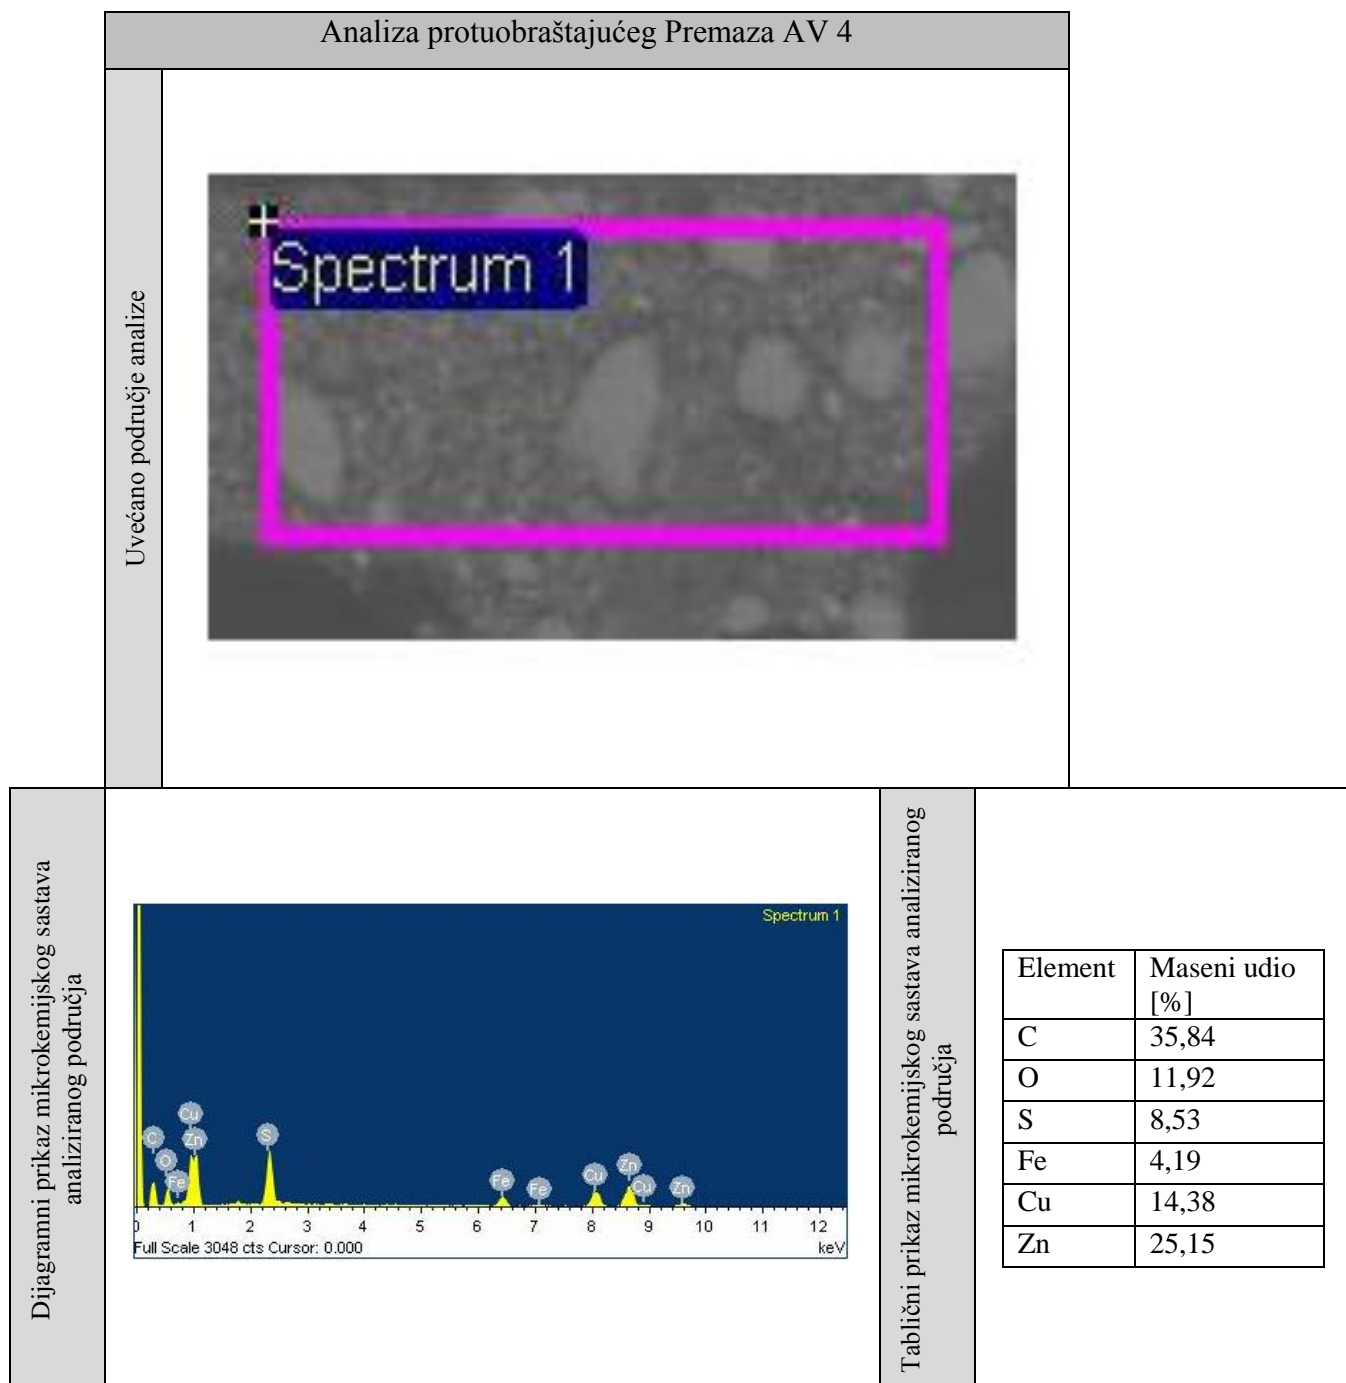 Analiza protuobraštajućeg Premaza AV 4
Uvećano područje analize
Spectrum 1
Dijagramni prikaz mikrokemijskog sastava
analiziranog područja
Spectrum 1
Cu
C
Zn
S
O
Fe
Fe
Fe
Cu
Zn
Cu
Zn
0 1 2 3 4 5 6 7 8 9 10 11 12
Full Scale 3048 cts Cursor: 0.000 keV
Tablični prikaz mikrokemijskog sastava analiziranog
područja
Element Maseni udio
[%]
C 35,84
O 11,92
S 8,53
Fe 4,19
Cu 14,38
Zn 25,15